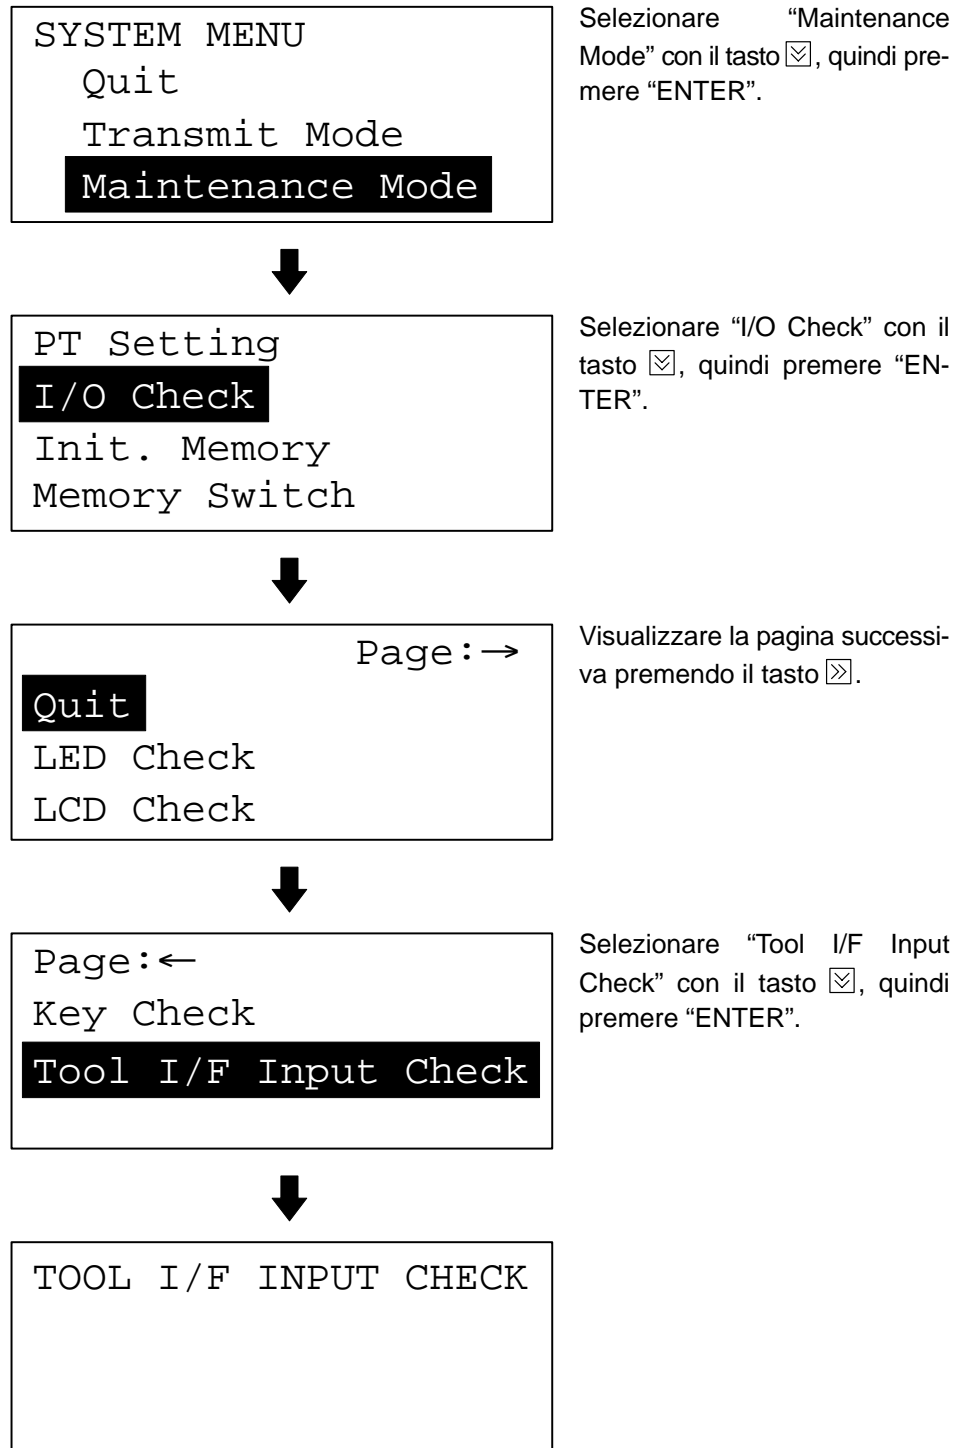 SYSTEM MENU
Quit
Transmit Mode
Maintenance Mode
Selezionare “Maintenance
Mode” con il tasto , quindi pre-
mere “ENTER”.
PT Setting
I/O Check
Init. Memory
Memory Switch
Selezionare “I/O Check” con il
tasto , quindi premere “EN-
TER”.
Page:→
Quit
LED Check
LCD Check
Visualizzare la pagina successi-
va premendo il tasto .
Page:←
Key Check
Tool I/F Input Check
Selezionare “Tool I/F Input
Check” con il tasto , quindi
premere “ENTER”.
TOOL I/F INPUT CHECK